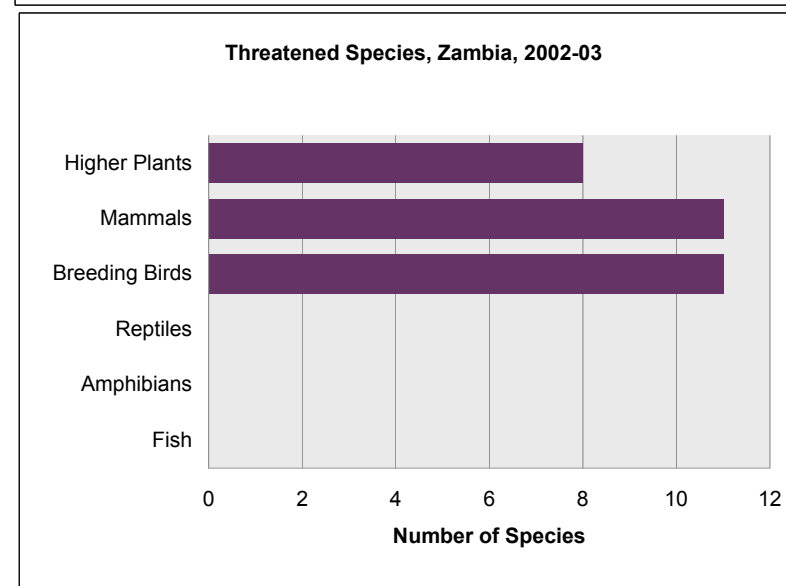 Threatened Species, Zambia, 2002-03
Higher Plants
Mammals
Breeding Birds
Reptiles
Amphibians
Fish
0 2 4 6 8 10 12
Number of Species